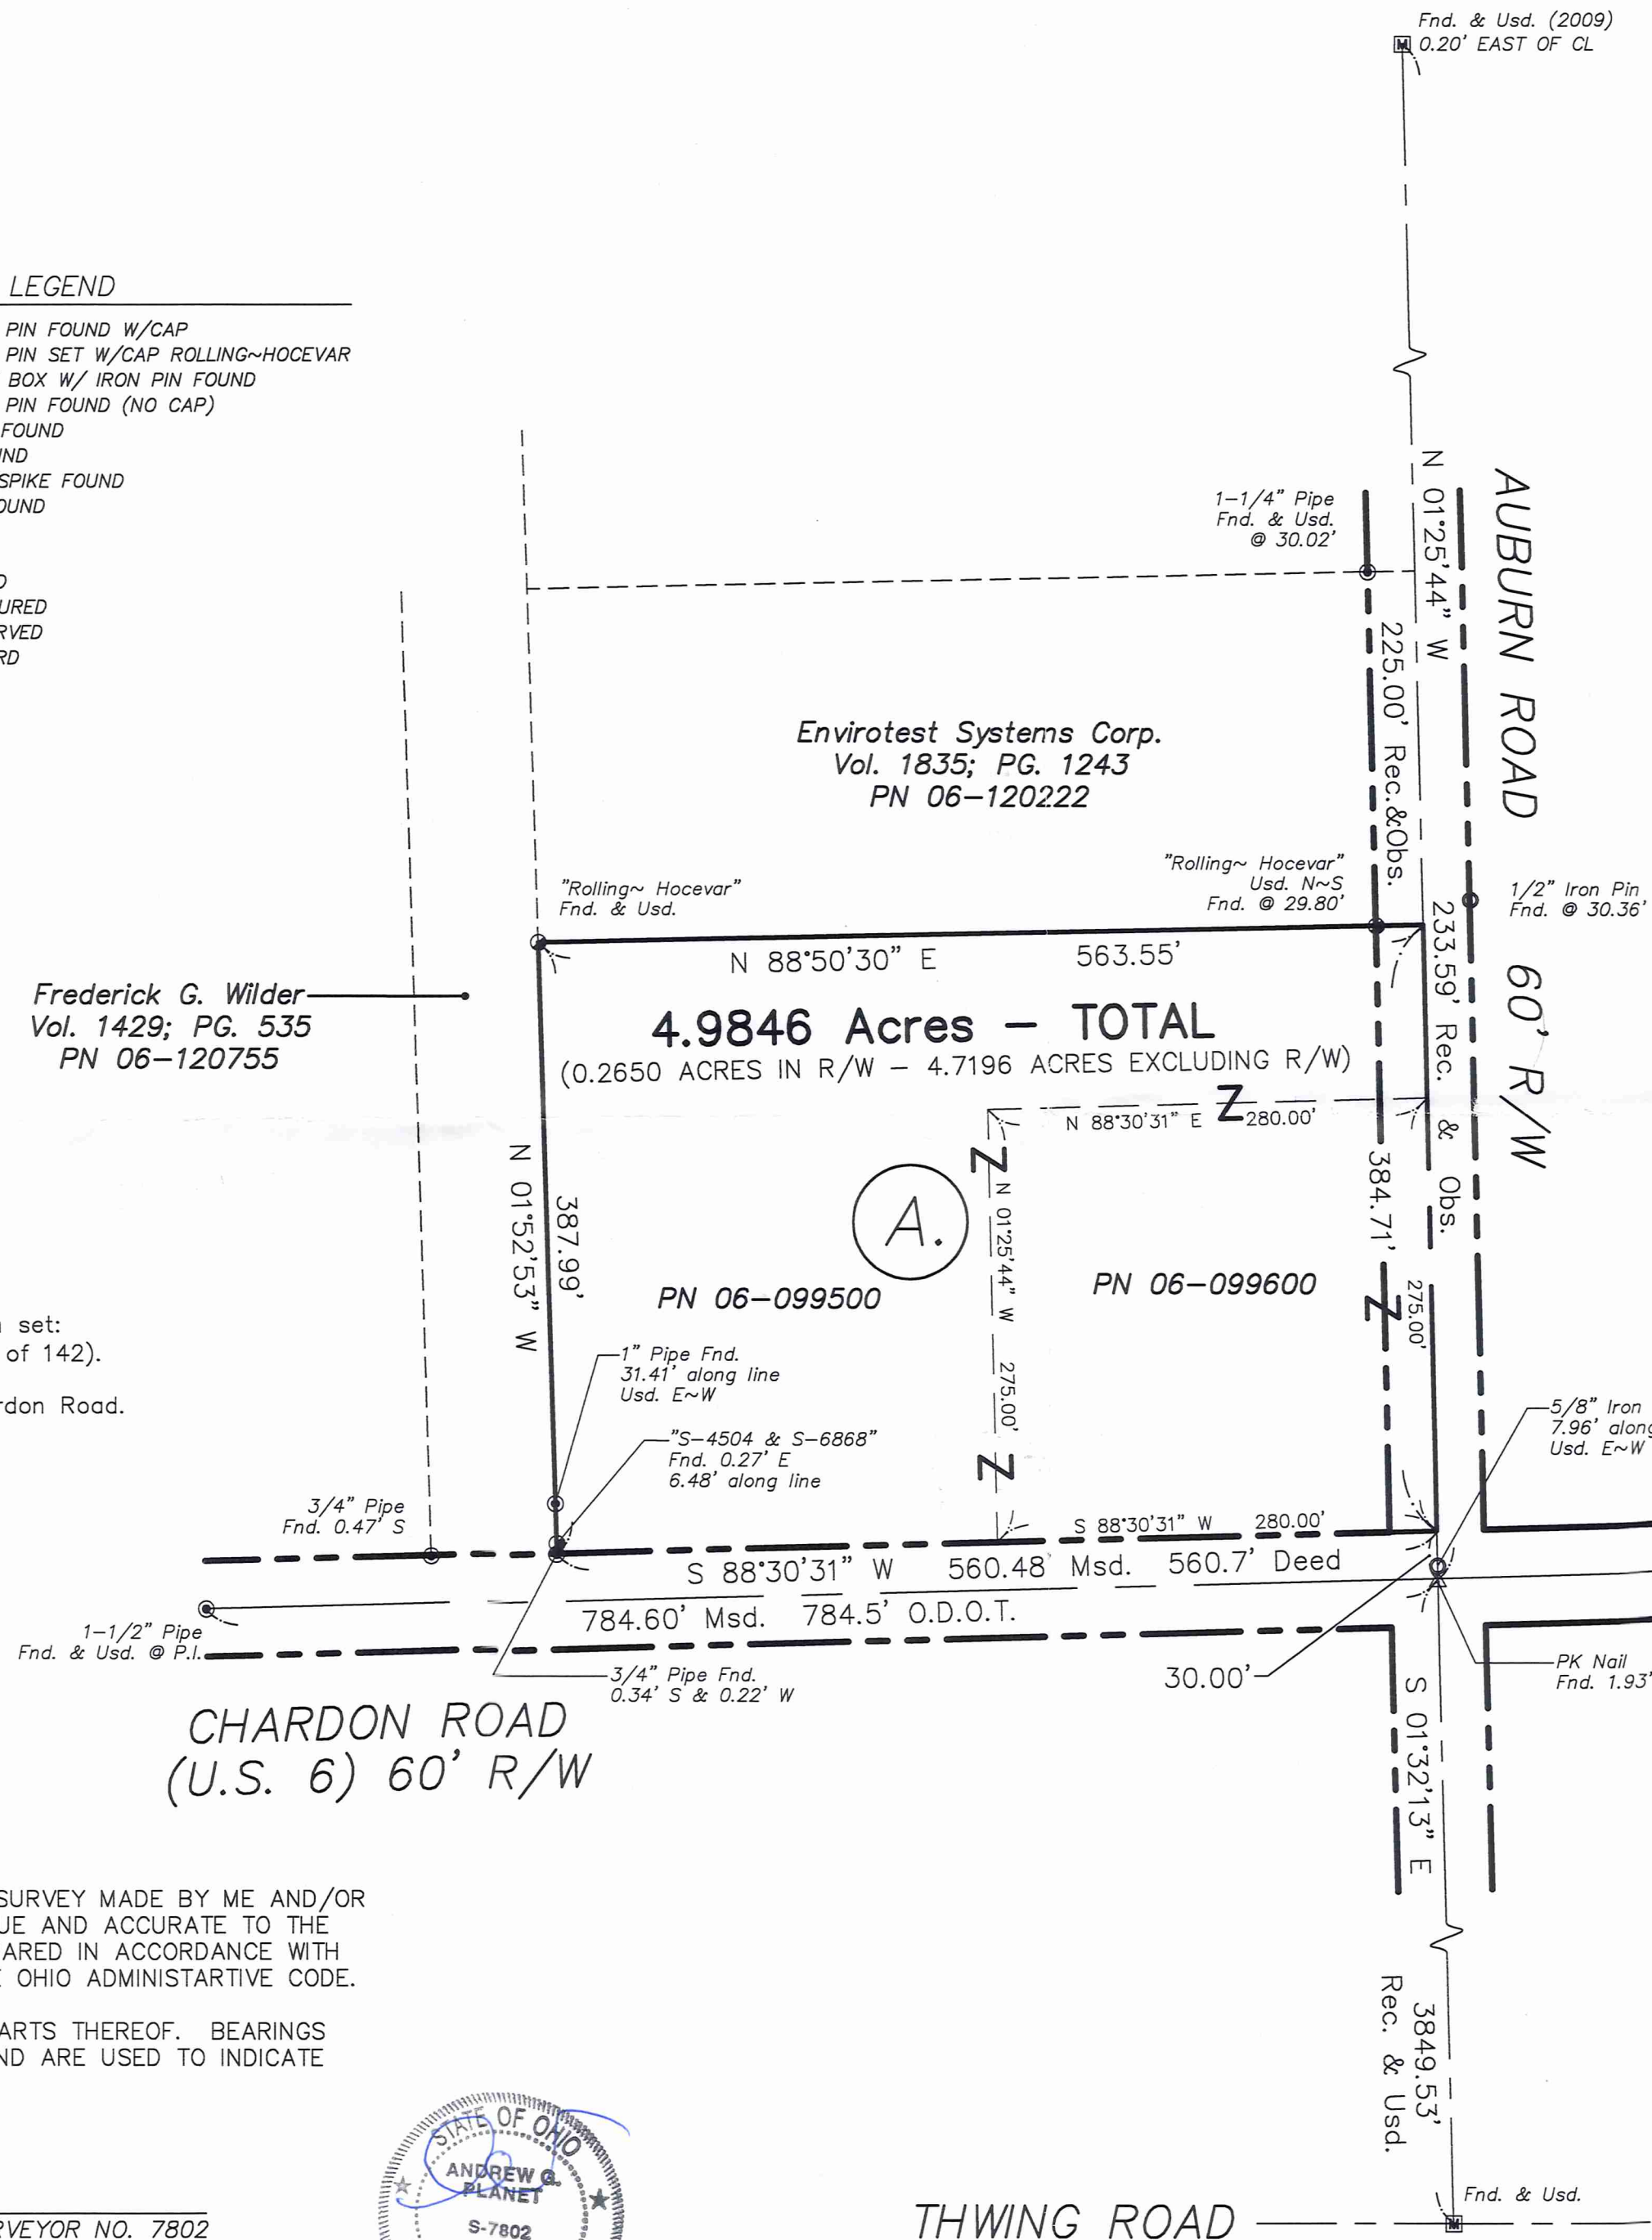 Fnd. & Usd. (2009)
0.20' EAST OF CL
LEGEND
PIN FOUND W/CAP
PIN SET W/CAP ROLLING~HOCEVAR
BOX W/ IRON PIN FOUND
PIN FOUND (NO CAP)
FOUND
SPIKE FOUND
N 01°25'44" W
AUBURN ROAD 60' R/W
1-1/4" Pipe
Fnd. & Usd.
@ 30.02'
225.00' Rec.&Obs.
Envirotest Systems Corp.
Vol. 1835; PG. 1243
PN 06-120222
"Rolling~ Hocevar"
Fnd. & Usd.
"Rolling~ Hocevar"
Usd. N~S
Fnd. @ 29.80'
1/2" Iron Pin
Fnd. @ 30.36'
233.59' Rec. & Obs.
N 88°50'30" E 563.55'
Frederick G. Wilder
Vol. 1429; PG. 535
PN 06-120755
4.9846 Acres - TOTAL
(0.2650 ACRES IN R/W - 4.7196 ACRES EXCLUDING R/W)
N 88°30'31" E Z 280.00'
N 01°52'53" W
387.99'
A.
Z N 01°25'44" W 275.00' Z
384.71' Z
275.00'
PN 06-099500
PN 06-099600
set:
of 142).
don Road.
1" Pipe Fnd.
31.41' along line
Usd. E~W
"S-4504 & S-6868"
Fnd. 0.27' E
6.48' along line
5/8" Iron
7.96' along
Usd. E~W
3/4" Pipe
Fnd. 0.47' S
S 88°30'31" W 280.00'
S 88°30'31" W 560.48' Msd. 560.7' Deed
784.60' Msd. 784.5' O.D.O.T.
1-1/2" Pipe
Fnd. & Usd. @ P.I.
3/4" Pipe Fnd.
0.34' S & 0.22' W
30.00'
PK Nail
Fnd. 1.93'
CHARDON ROAD
(U.S. 6) 60' R/W
S 01°32'13" E
SURVEY MADE BY ME AND/OR
UE AND ACCURATE TO THE
ARED IN ACCORDANCE WITH
OHIO ADMINISTARTIVE CODE.
ARTS THEREOF. BEARINGS
ND ARE USED TO INDICATE
3849.53'
Rec. & Usd.
STATE OF OHIO
ANDREW G.
PLANET
S-7802
RVEYOR NO. 7802
THWING ROAD
Fnd. & Usd.